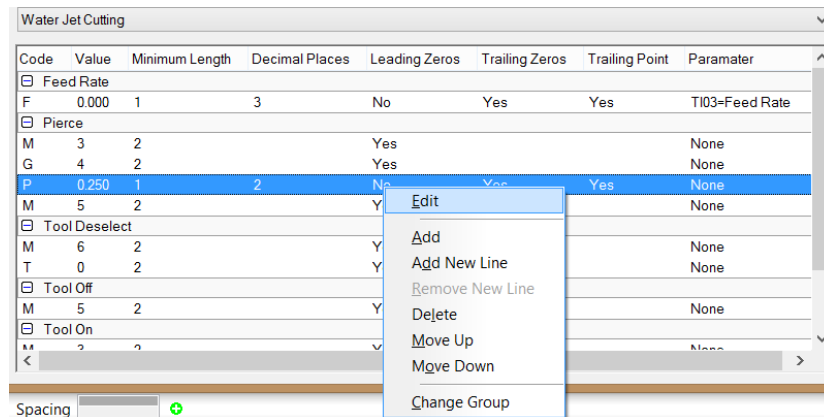 Water Jet Cutting
Code Value Minimum Length Decimal Places Leading Zeros Trailing Zeros Trailing Point Paramater
Feed Rate
F 0.000 1 3 No Yes Yes TI03=Feed Rate
Pierce
M 3 2 Yes None
G 4 2 Yes None
P 0.250 1 2 No Yes Yes None
M 5 2 Y None
Edit
Tool Deselect
Add
M 6 2 Y None
Add New Line
T 0 2 Y None
Remove New Line
Tool Off
Delete
M 5 2 Y None
Move Up
Tool On
Move Down
Change Group
Spacing